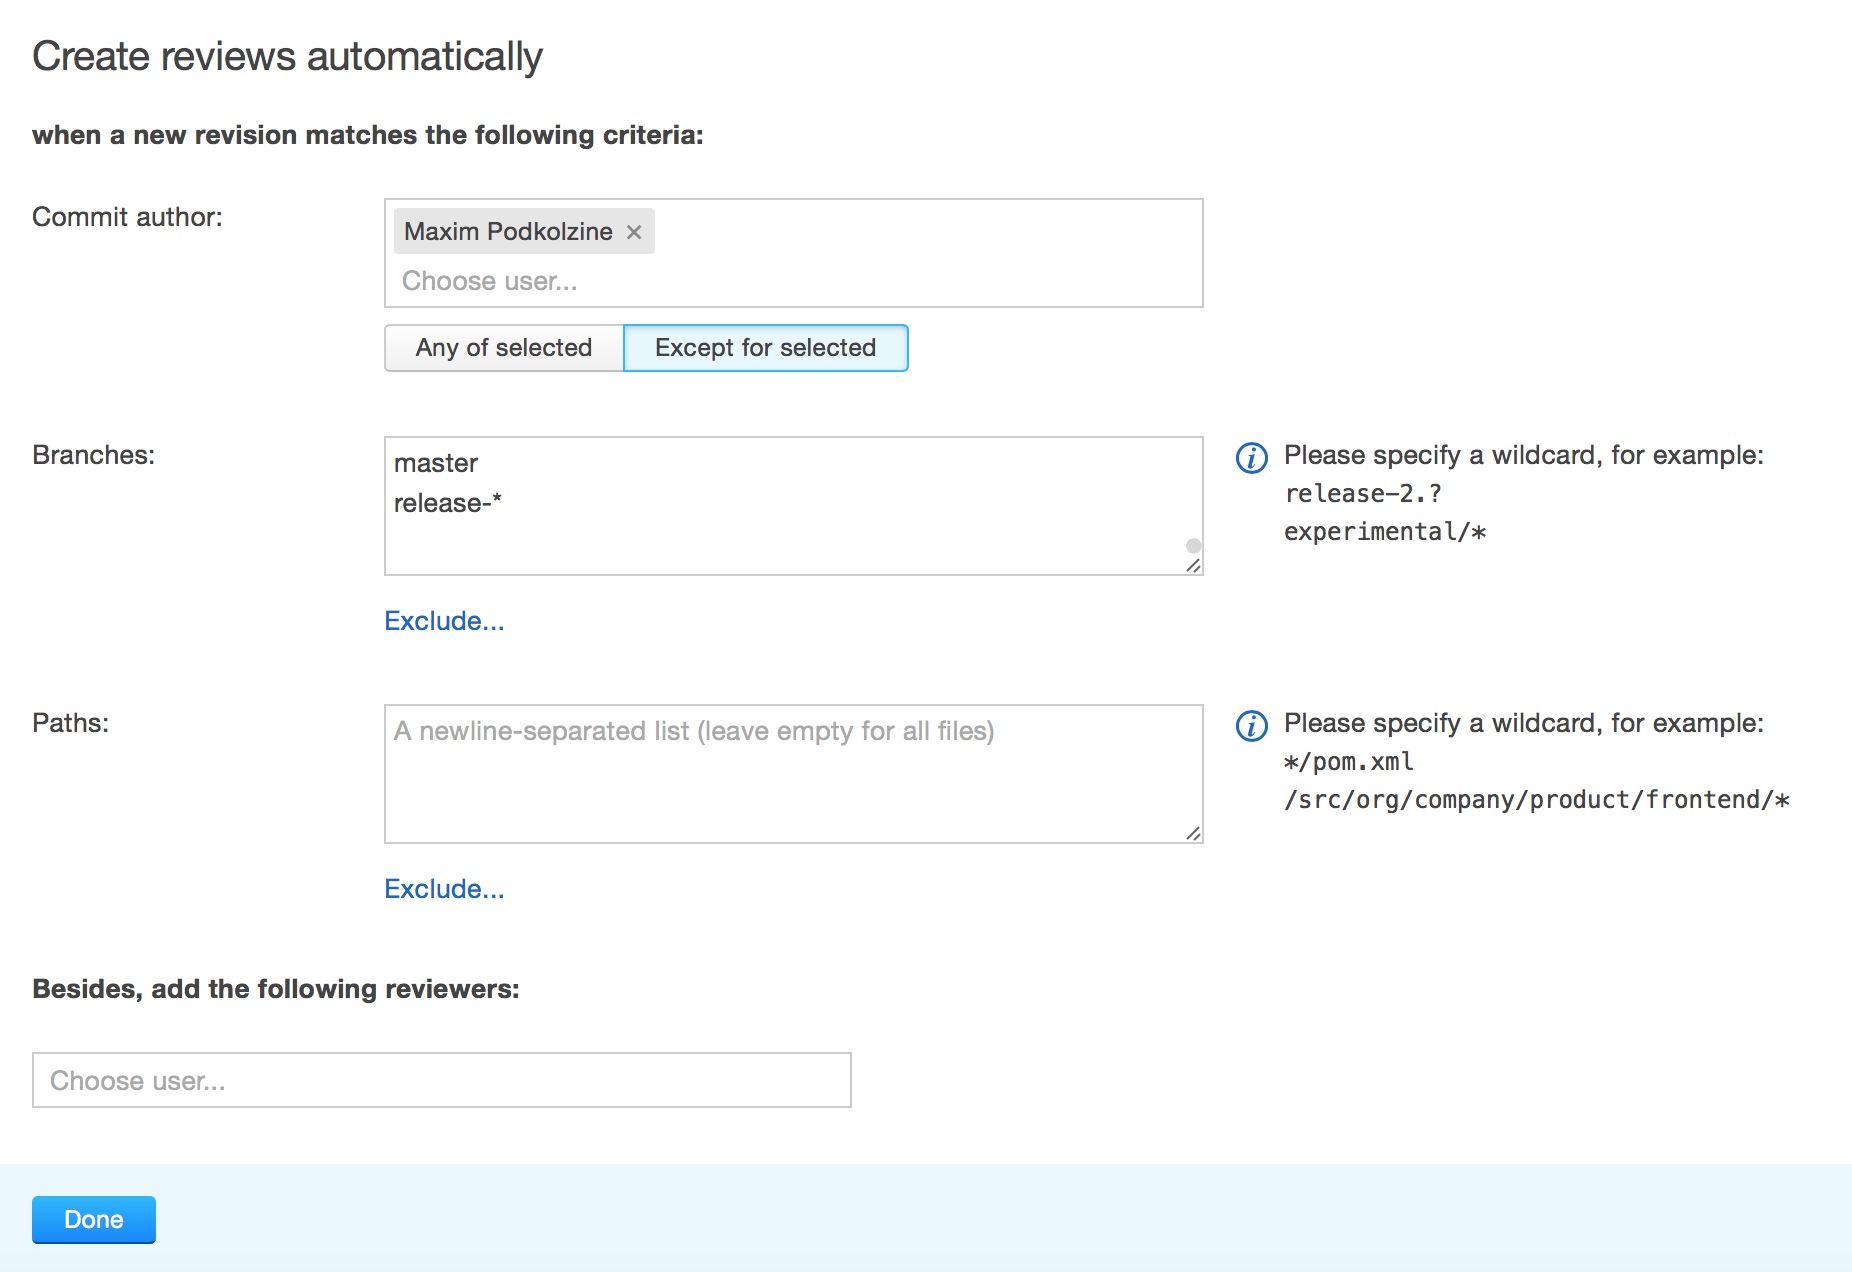 Create reviews automatically
when a new revision matches the following criteria:
Commit author:
Maxim Podkolzine ×
Choose user...
Any of selected
Except for selected
Branches:
master
release-*
Please specify a wildcard, for example:
release-2.?
experimental/*
Exclude...
Paths:
A newline-separated list (leave empty for all files)
Please specify a wildcard, for example:
*/pom.xml
/src/org/company/product/frontend/*
Exclude...
Besides, add the following reviewers:
Choose user...
Done